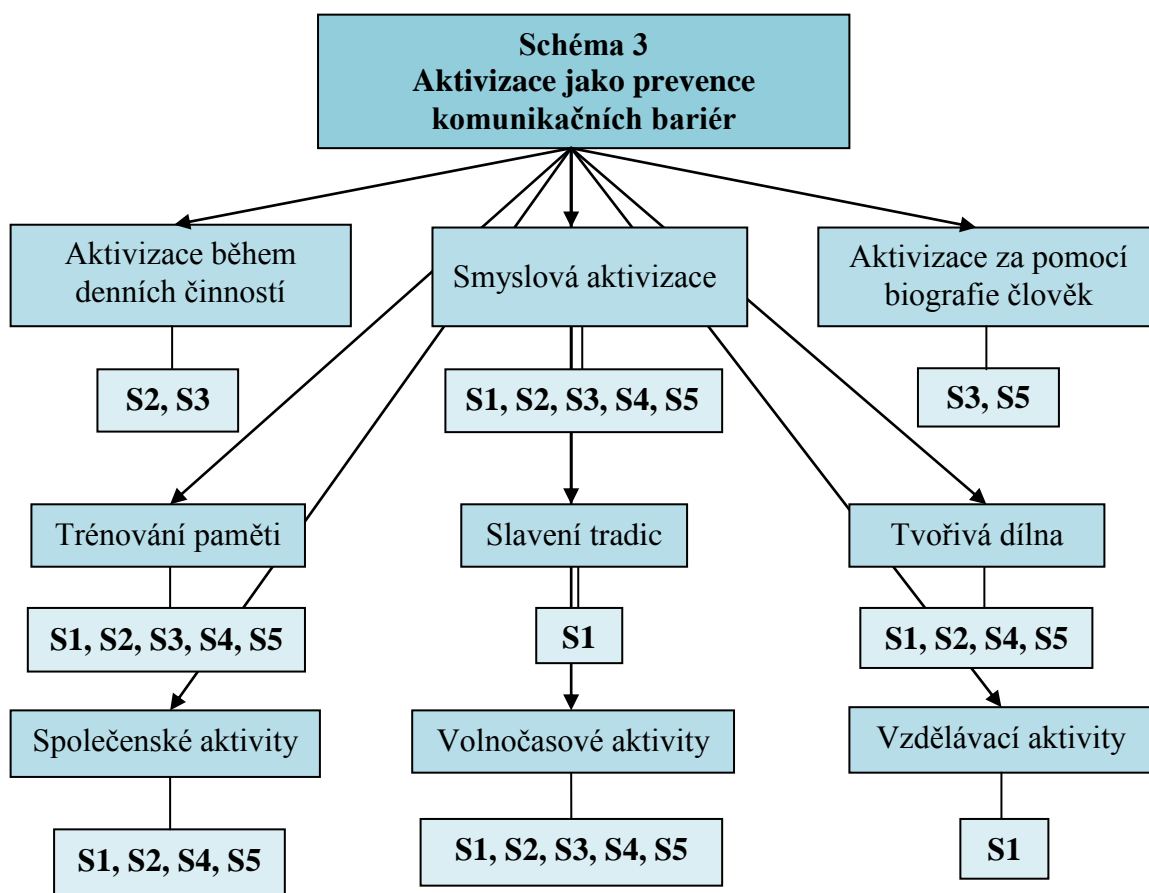 Schéma 3
Aktivizace jako prevence
komunikačních bariér
Aktivizace během
denních činností
Smyslová aktivizace
Aktivizace za pomocí
biografie člověk
S2, S3
S1, S2, S3, S4, S5
S3, S5
Trénování paměti
Slavení tradic
Tvořivá dílna
S1, S2, S3, S4, S5
S1
S1, S2, S4, S5
Společenské aktivity
Volnočasové aktivity
Vzdělávací aktivity
S1, S2, S4, S5
S1, S2, S3, S4, S5
S1